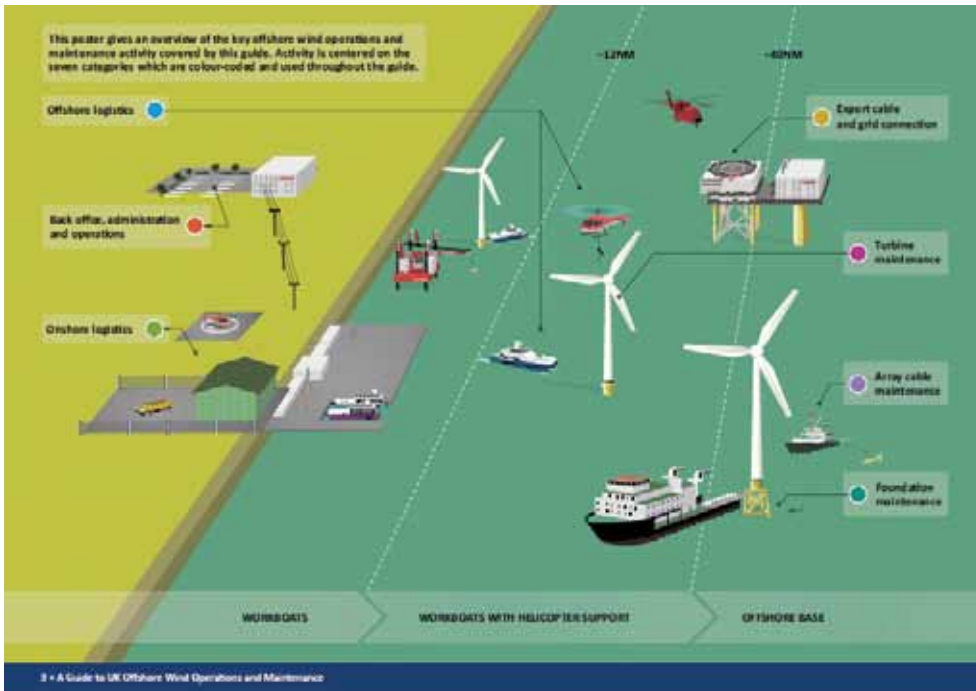 This poster gives an overview of the key offshore wind operations and
maintenance activity covered by this guide. Activity is centered on the
seven categories which are colour-coded and used throughout the guide.
~12NM
~40NM
Offshore logistics
Export cable
and grid connection
Back office, administration
and operations
Turbine
maintenance
Onshore logistics
Array cable
maintenance
Foundation
maintenance
WORKBOATS
WORKBOATS WITH HELICOPTER SUPPORT
OFFSHORE BASE
3 • A Guide to UK Offshore Wind Operations and Maintenance